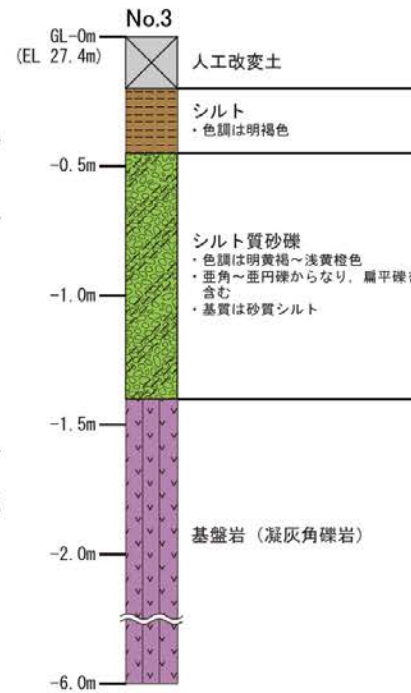 No.3
GL-0m
(EL 27.4m)
人工改変土
シルト
・色調は明褐色
-0.5m
シルト質砂礫
・色調は明黄褐～浅黄橙色
・亜角～亜円礫からなり，扁平礫を
含む
・基質は砂質シルト
-1.0m
-1.5m
基盤岩（凝灰角礫岩）
-2.0m
-6.0m